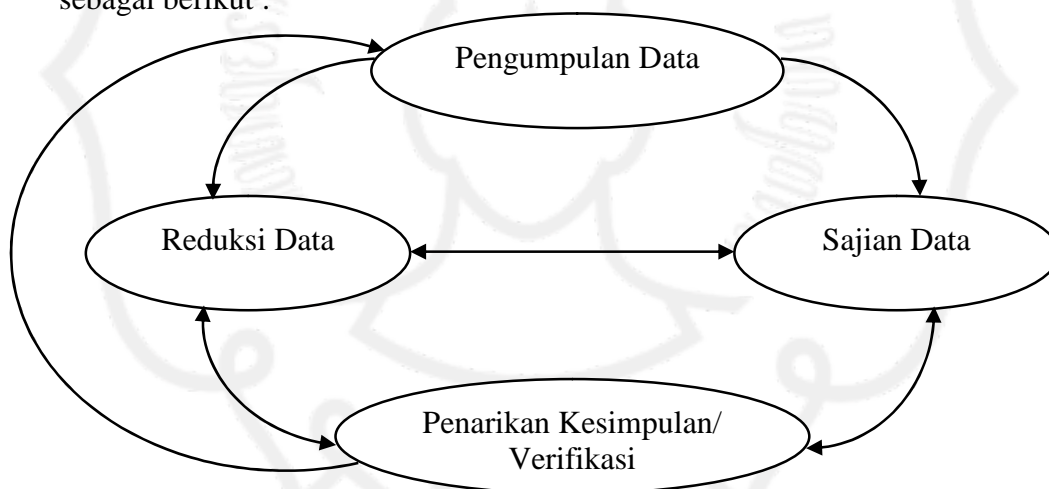 sebagai berikut :
Pengumpulan Data
Reduksi Data
Sajian Data
Penarikan Kesimpulan/
Verifikasi